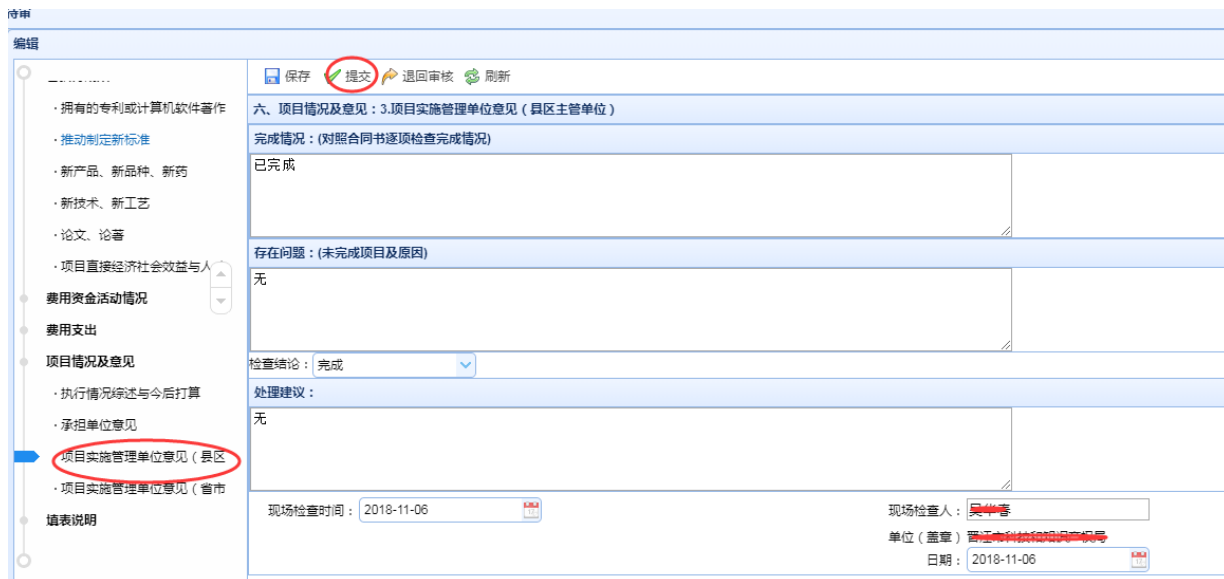 待审
编辑
保存 提交 退回审核 刷新
·拥有的专利或计算机软件著作
·推动制定新标准
·新产品、新品种、新药
·新技术、新工艺
·论文、论著
·项目直接经济社会效益与人
费用资金活动情况
费用支出
项目情况及意见
·执行情况综述与今后打算
·承担单位意见
项目实施管理单位意见（县区
·项目实施管理单位意见（省市
填表说明
六、项目情况及意见：3.项目实施管理单位意见（县区主管单位）
完成情况：(对照合同书逐项检查完成情况)
已完成
存在问题：(未完成项目及原因)
无
检查结论： 完成
处理建议：
无
现场检查时间： 2018-11-06
现场检查人：
单位（盖章）
日期： 2018-11-06